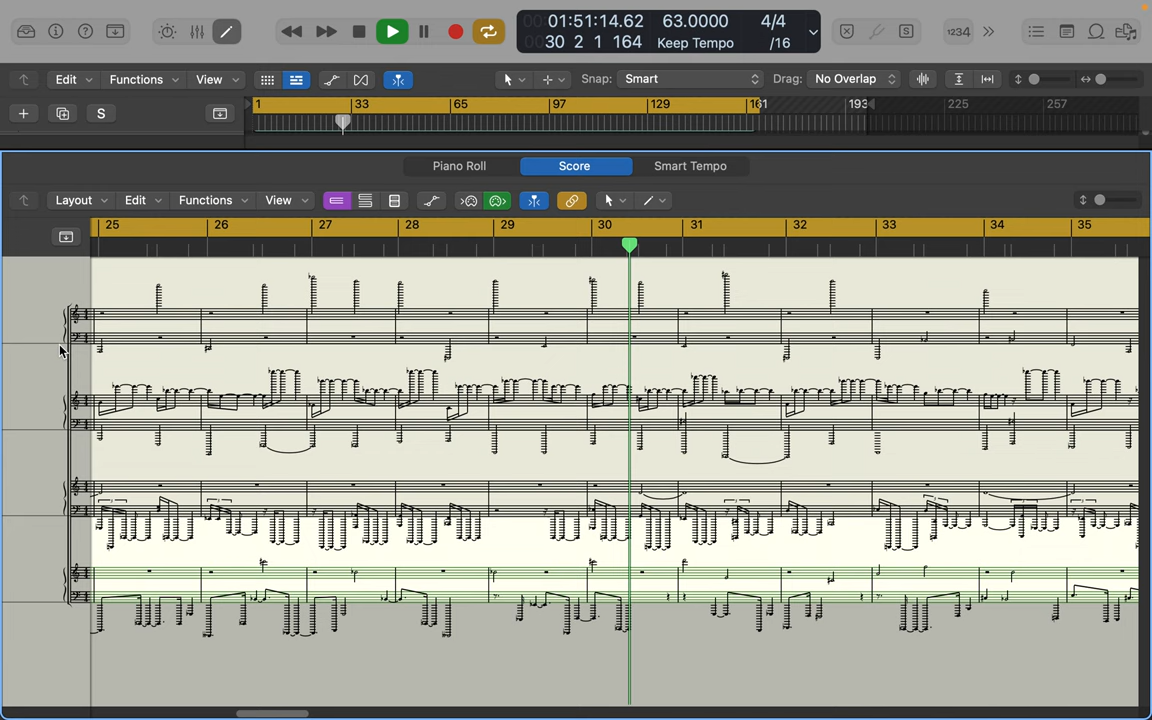 01:51:14.62 63.0000 4/4
30 2 1 164 Keep Tempo /16
1234
Edit Functions View Snap: Smart Drag: No Overlap
S 1 33 65 97 129 161 193 225 257
Piano Roll Score Smart Tempo
Layout Edit Functions View
25 26 27 28 29 30 31 32 33 34 35